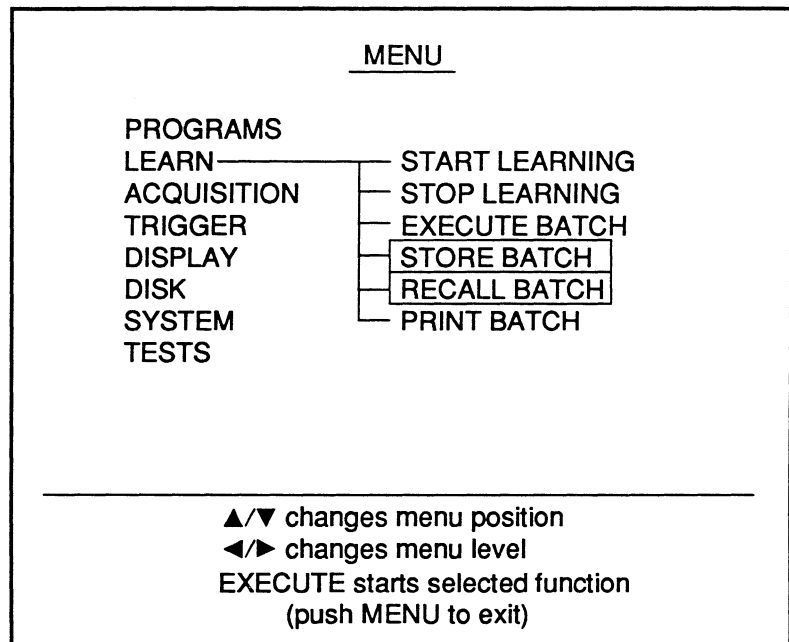 MENU
PROGRAMS
LEARN START LEARNING
ACQUISITION STOP LEARNING
TRIGGER EXECUTE BATCH
DISPLAY STORE BATCH
DISK RECALL BATCH
SYSTEM PRINT BATCH
TESTS
▲/▼ changes menu position
◄/► changes menu level
EXECUTE starts selected function
(push MENU to exit)